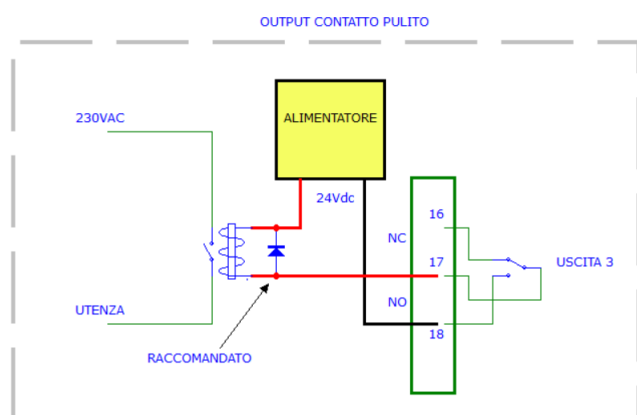 OUTPUT CONTATTO PULITO
230VAC
ALIMENTATORE
24Vdc
16
NC
17
USCITA 3
NO
UTENZA
18
RACCOMANDATO